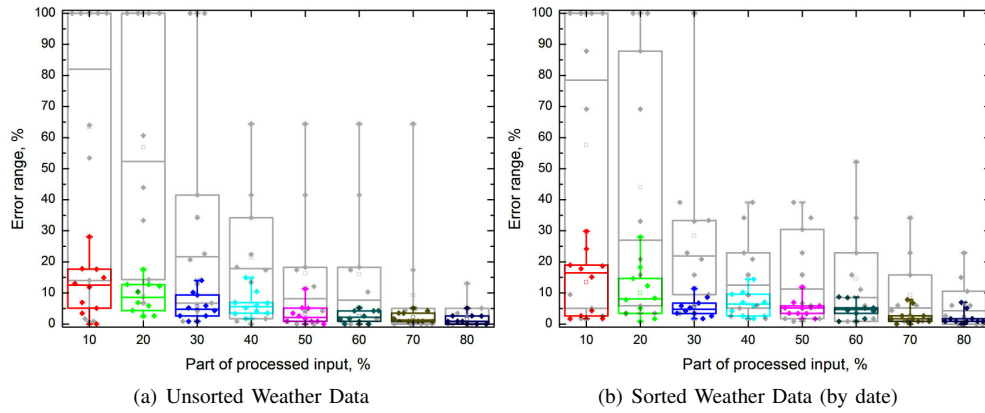 100
90
80
70
60
50
40
30
20
10
0
Error range, %
10 20 30 40 50 60 70 80
Part of processed input, %
(a) Unsorted Weather Data
100
90
80
70
60
50
40
30
20
10
0
Error range, %
10 20 30 40 50 60 70 80
Part of processed input, %
(b) Sorted Weather Data (by date)